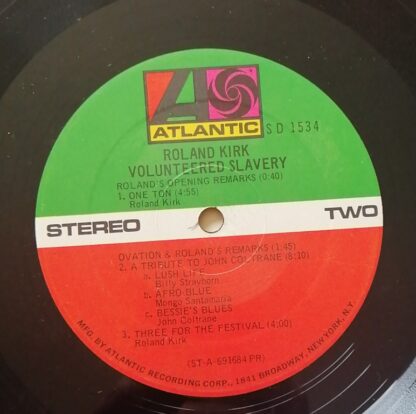 ATLANTIC
SD 1534
ROLAND KIRK
VOLUNTEERED SLAVERY
ROLAND'S OPENING REMARKS (0:40)
1. ONE TON (4:55)
Roland Kirk
STEREO
TWO
OVATION & ROLAND'S REMARKS (1:45)
2. A TRIBUTE TO JOHN COLTRANE (8:10)
a. LUSH LIFE
Billy Strayhorn
b. AFRO BLUE
Mongo Santamaria
c. BESSIE'S BLUES
John Coltrane
3. THREE FOR THE FESTIVAL (4:00)
Roland Kirk
(ST-A-691684 PR)
MFG. BY ATLANTIC RECORDING CORP., 1841 BROADWAY, NEW YORK, N.Y.